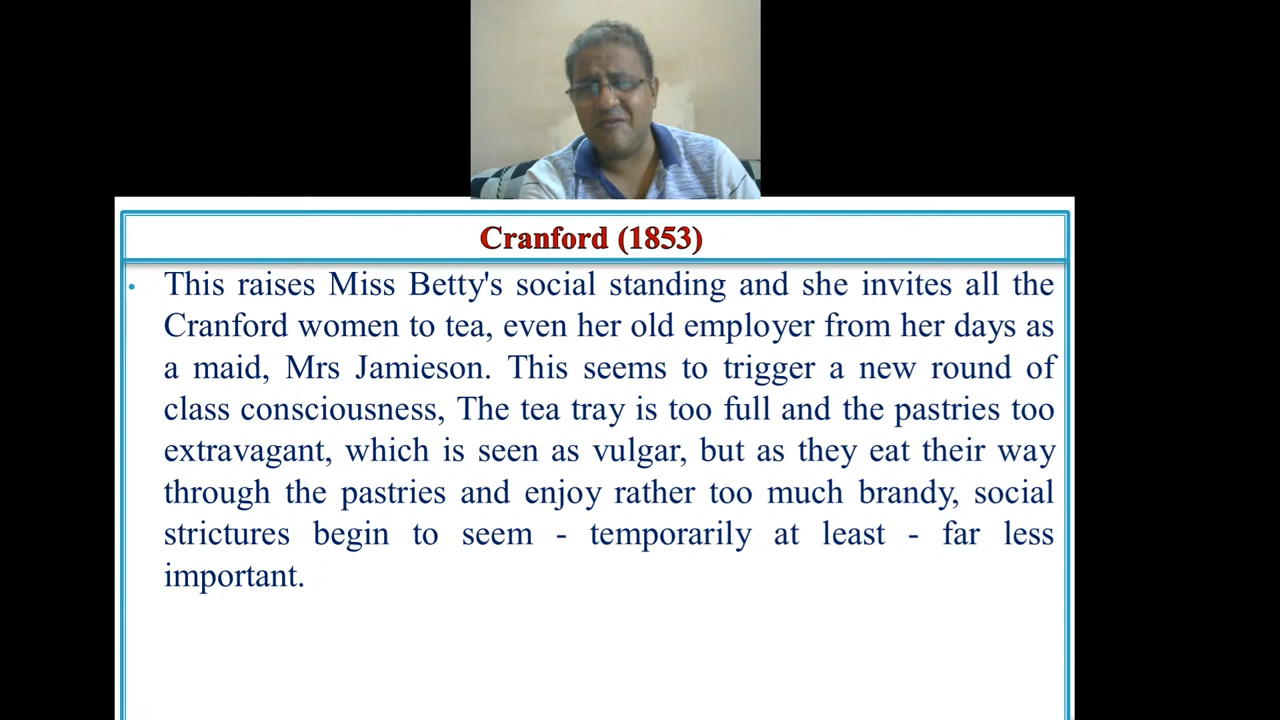 Cranford (1853)
• This raises Miss Betty's social standing and she invites all the
Cranford women to tea, even her old employer from her days as
a maid, Mrs Jamieson. This seems to trigger a new round of
class consciousness, The tea tray is too full and the pastries too
extravagant, which is seen as vulgar, but as they eat their way
through the pastries and enjoy rather too much brandy, social
strictures begin to seem - temporarily at least - far less
important.